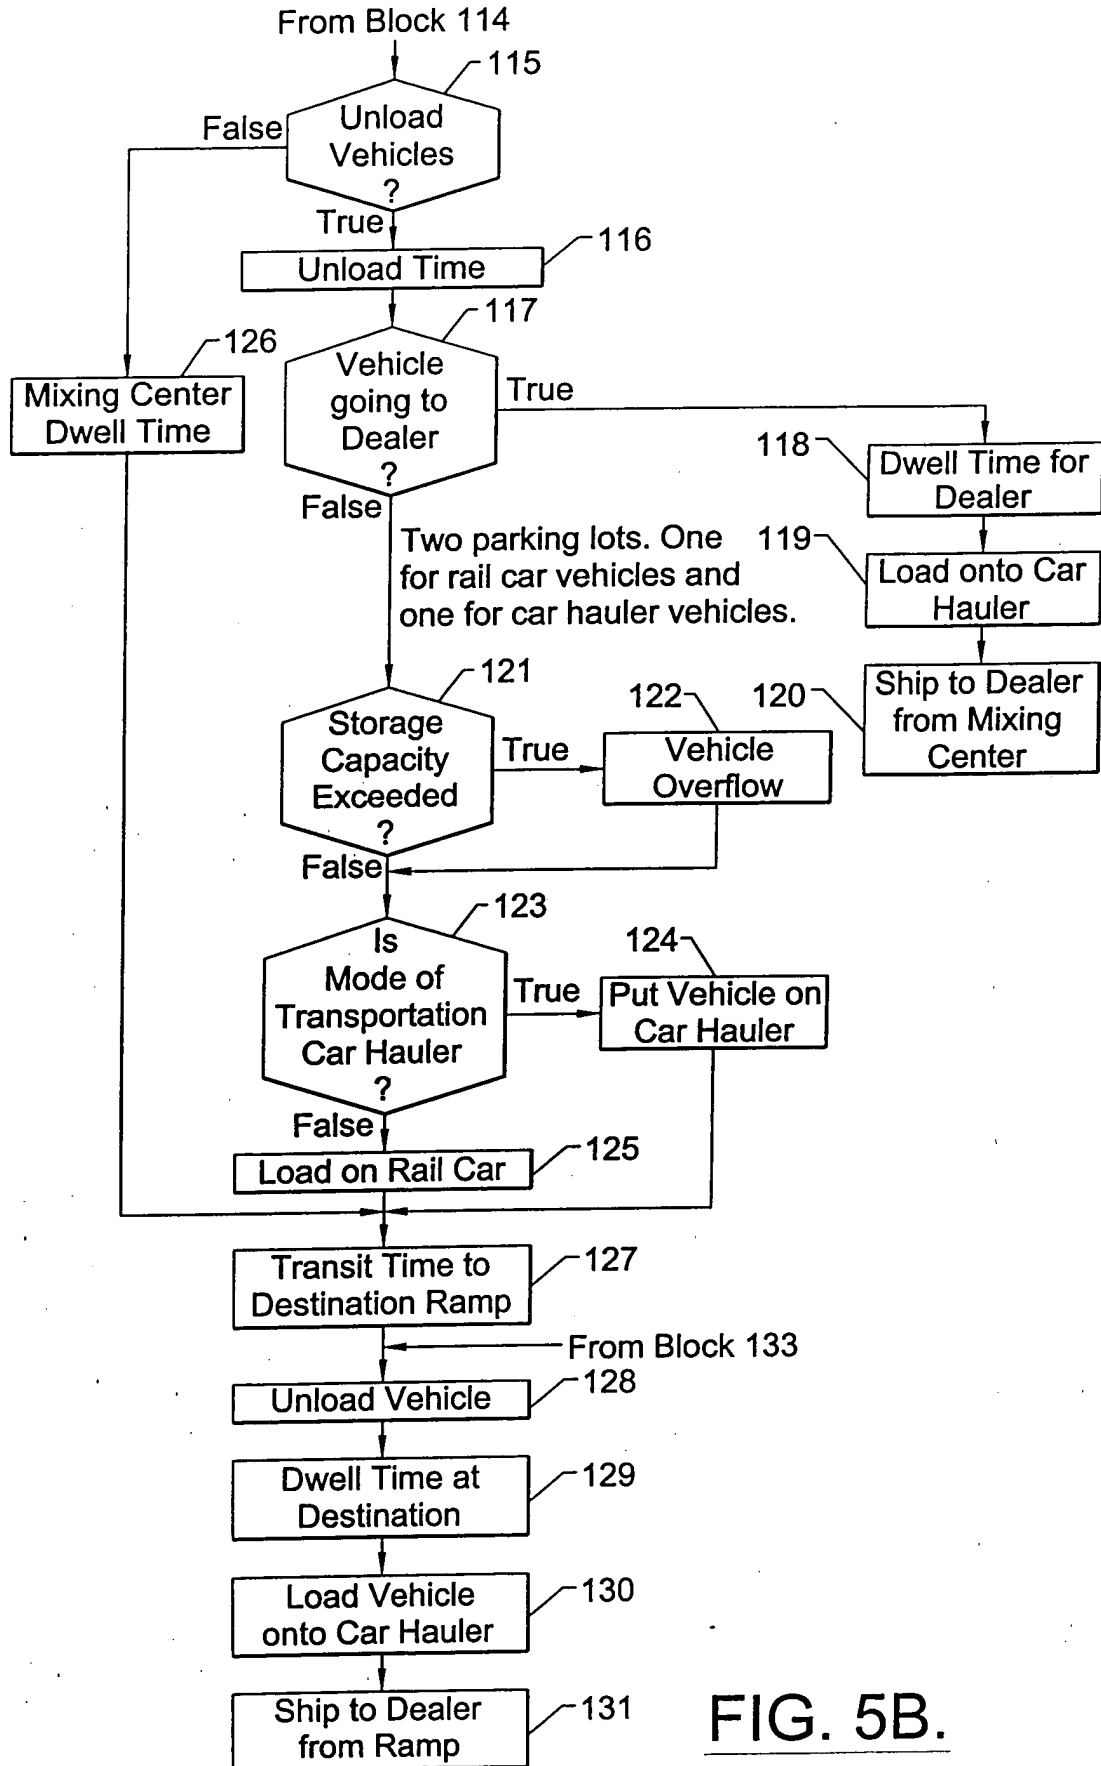 From Block 114
115
Unload
Vehicles
?
False
True
116
Unload Time
117
Vehicle
going to
Dealer
?
True
False
126
Mixing Center
Dwell Time
118
Dwell Time for
Dealer
119
Load onto Car
Hauler
120
Ship to Dealer
from Mixing
Center
Two parking lots. One
for rail car vehicles and
one for car hauler vehicles.
121
Storage
Capacity
Exceeded
?
True
False
122
Vehicle
Overflow
123
Is
Mode of
Transportation
Car Hauler
?
True
False
124
Put Vehicle on
Car Hauler
125
Load on Rail Car
127
Transit Time to
Destination Ramp
From Block 133
128
Unload Vehicle
129
Dwell Time at
Destination
130
Load Vehicle
onto Car Hauler
131
Ship to Dealer
from Ramp
FIG. 5B.